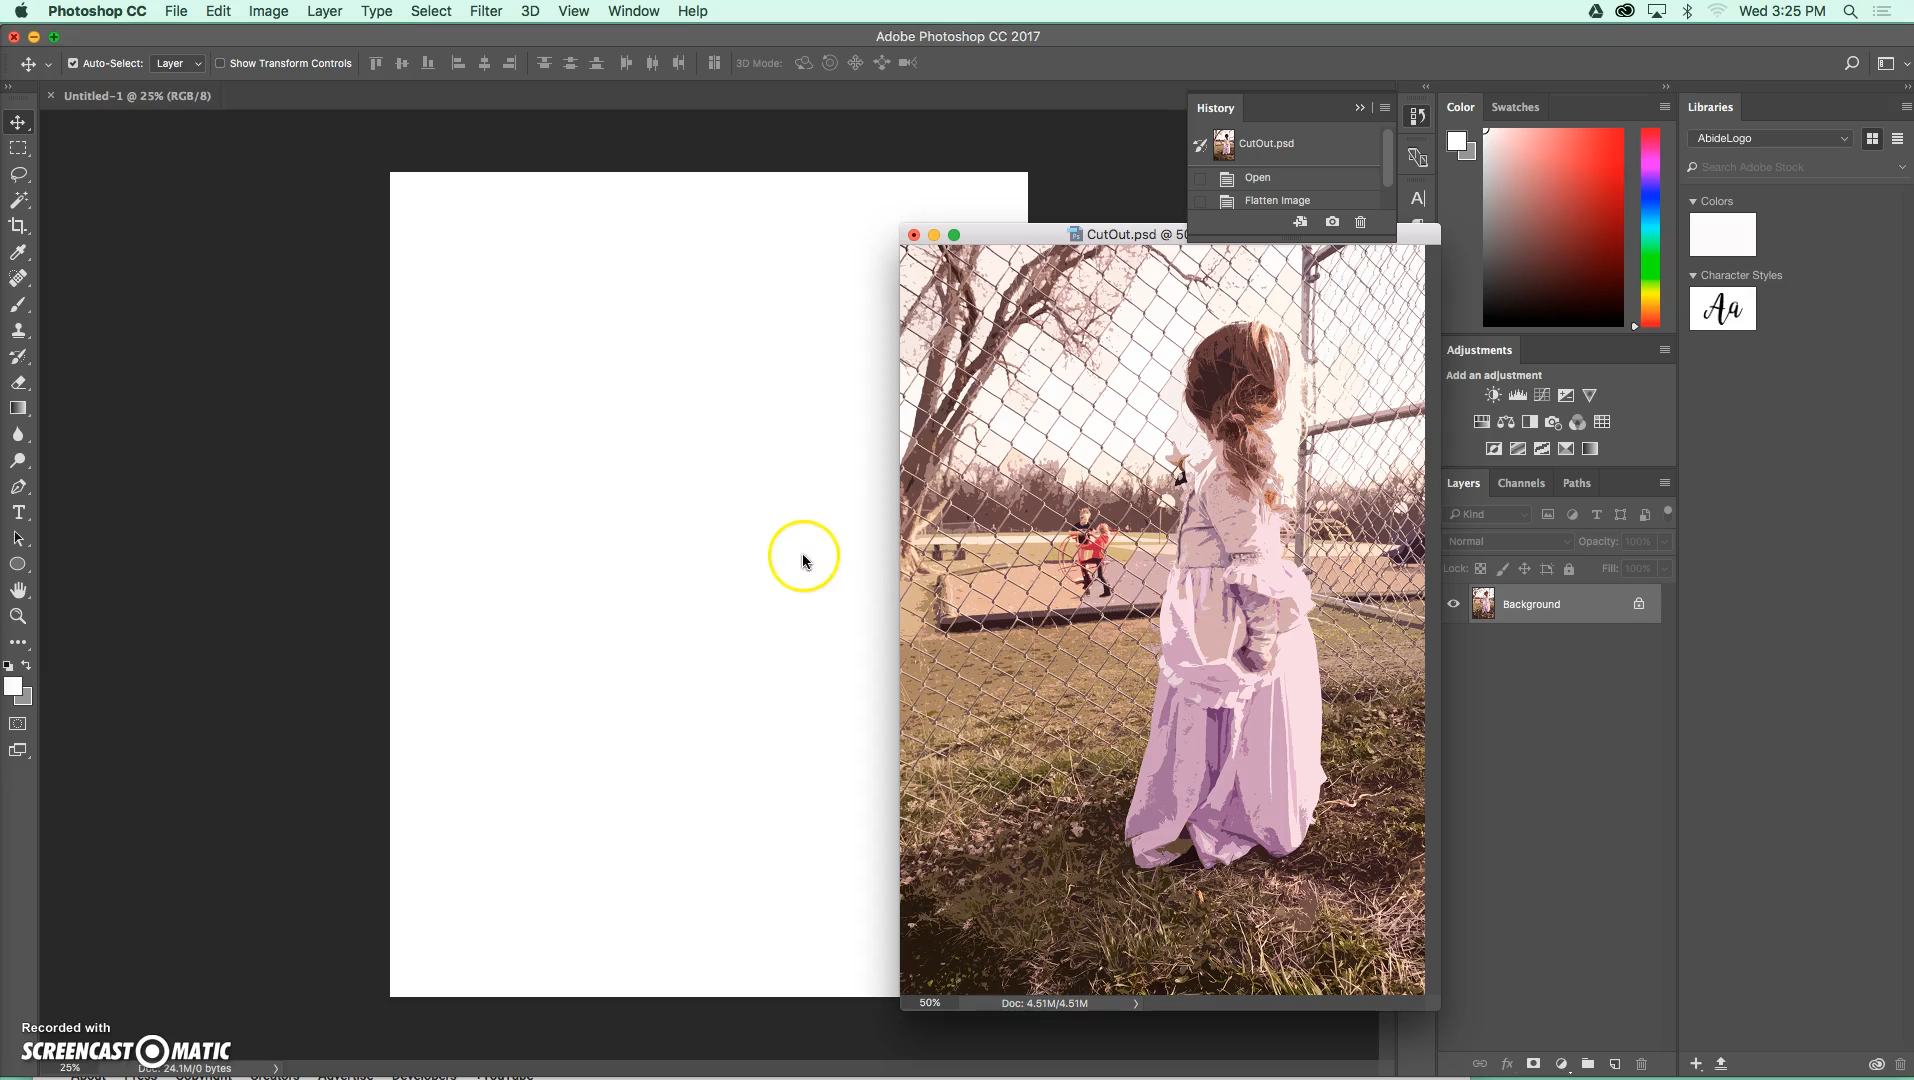 Photoshop CC File Edit Image Layer Type Select Filter 3D View Window Help Wed 3:25 PM
Adobe Photoshop CC 2017
Auto-Select: Layer Show Transform Controls 3D Mode:
Untitled-1 @ 25% (RGB/8)
History
CutOut.psd
Open
Flatten Image
CutOut.psd @ 50
50% Doc: 4.51M/4.51M
Color Swatches
Adjustments
Add an adjustment
Layers Channels Paths
Kind
Normal Opacity: 100%
Lock: Fill: 100%
Background
Libraries
AbideLogo
Search Adobe Stock
Colors
Character Styles
Aa
Recorded with
SCREENCAST MATIC
25% Doc: 24.1M/0 bytes